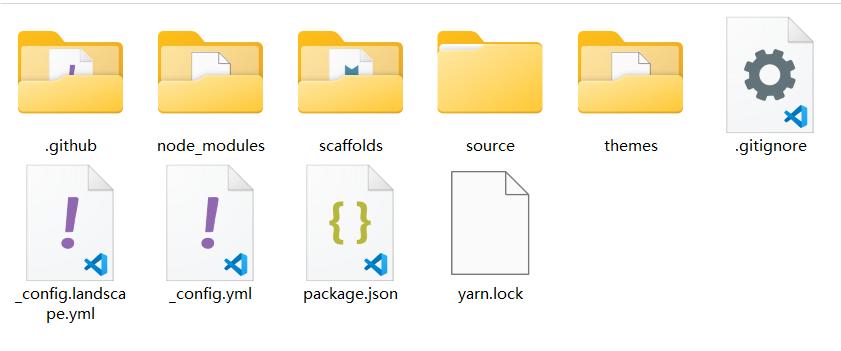 .github
node_modules
scaffolds
source
themes
.gitignore
_config.landsca
pe.yml
_config.yml
package.json
yarn.lock